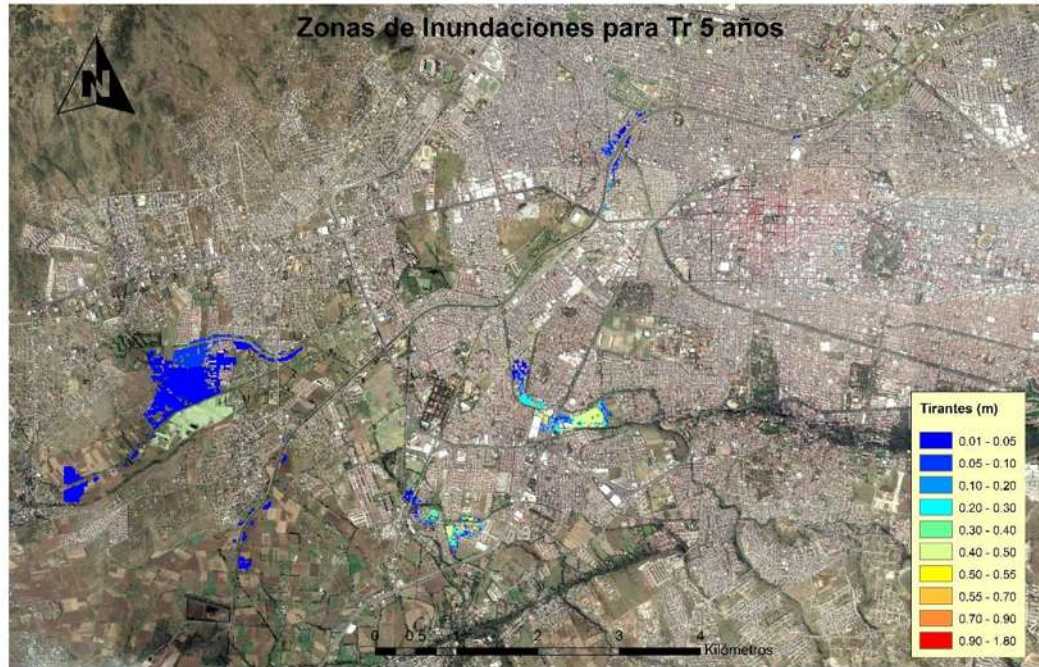 Zonas de Inundaciones para Tr 5 años
N
Tirantes (m)
0.01 - 0.05
0.05 - 0.10
0.10 - 0.20
0.20 - 0.30
0.30 - 0.40
0.40 - 0.50
0.50 - 0.55
0.55 - 0.70
0.70 - 0.90
0.90 - 1.80
0 0.5 1 2 3 4
Kilómetros